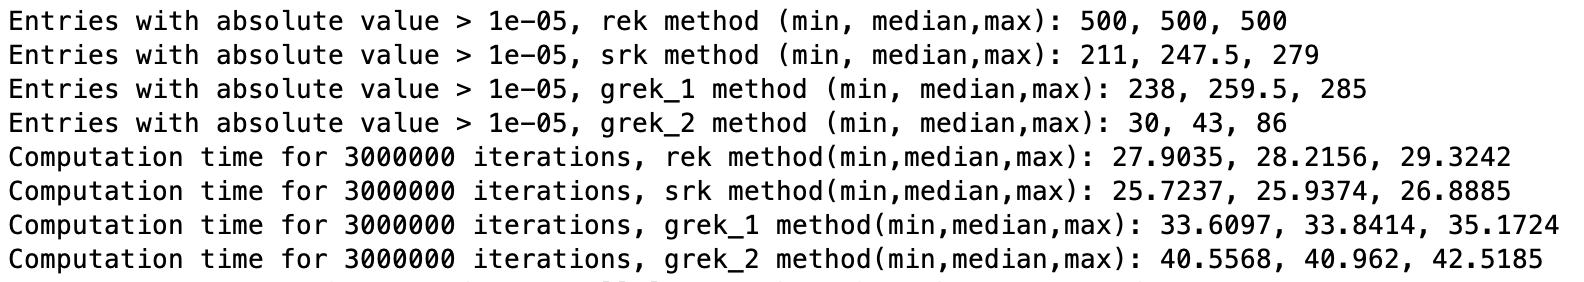 Entries with absolute value > 1e-05, rek method (min, median,max): 500, 500, 500
Entries with absolute value > 1e-05, srk method (min, median,max): 211, 247.5, 279
Entries with absolute value > 1e-05, grek_1 method (min, median,max): 238, 259.5, 285
Entries with absolute value > 1e-05, grek_2 method (min, median,max): 30, 43, 86
Computation time for 3000000 iterations, rek method(min,median,max): 27.9035, 28.2156, 29.3242
Computation time for 3000000 iterations, srk method(min,median,max): 25.7237, 25.9374, 26.8885
Computation time for 3000000 iterations, grek_1 method(min,median,max): 33.6097, 33.8414, 35.1724
Computation time for 3000000 iterations, grek_2 method(min,median,max): 40.5568, 40.962, 42.5185